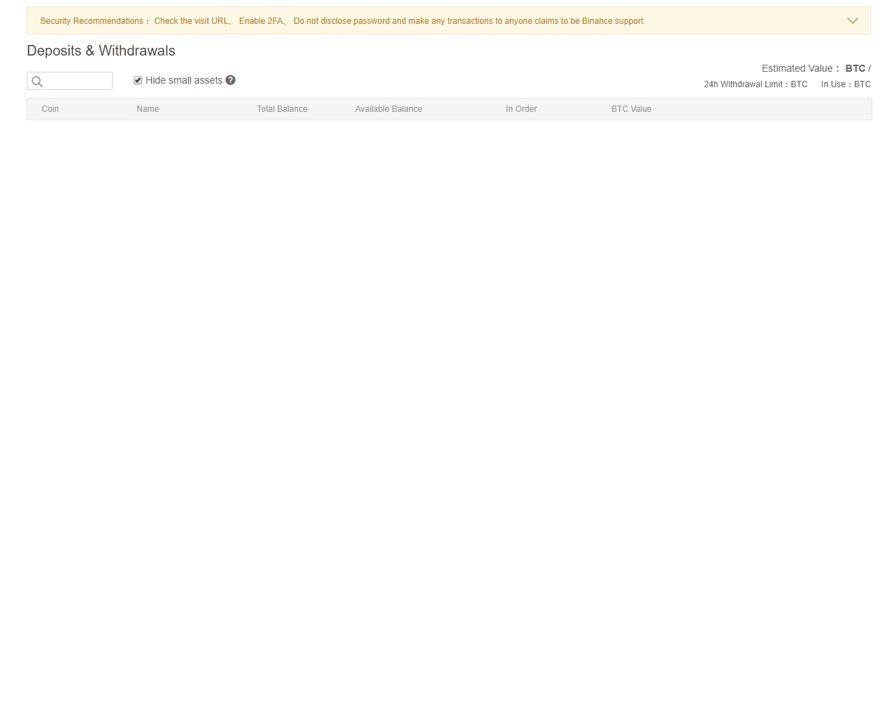 Security Recommendations： Check the visit URL、 Enable 2FA、 Do not disclose password and make any transactions to anyone claims to be Binance support.
Deposits & Withdrawals
Estimated Value： BTC /
Hide small assets ?
24h Withdrawal Limit：BTC In Use：BTC
Coin Name Total Balance Available Balance In Order BTC Value